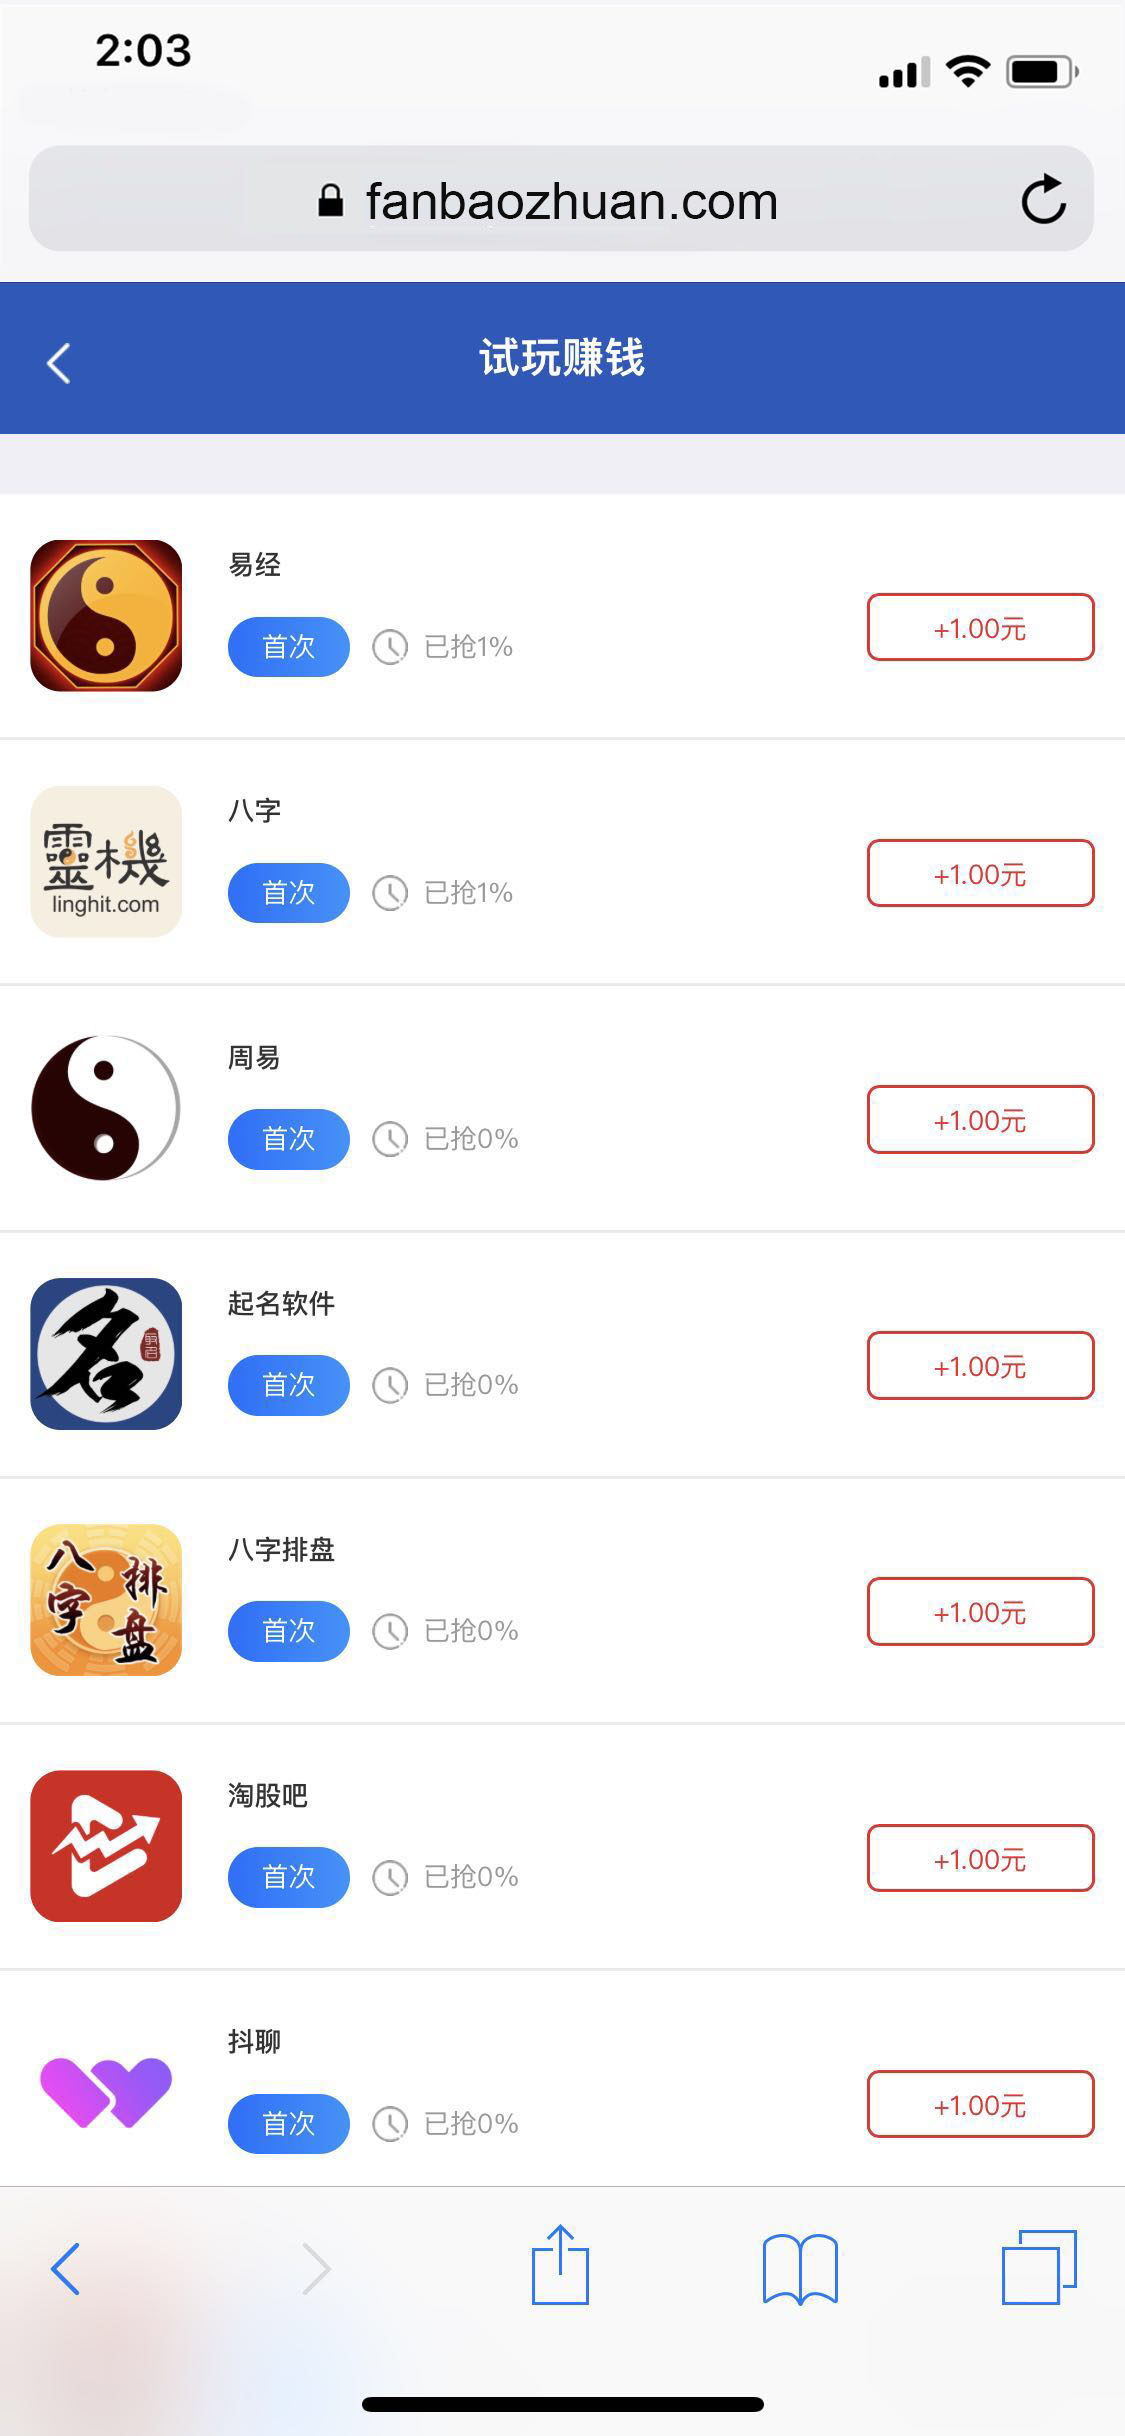 2:03
fanbaozhuan.com
试玩赚钱
易经
首次 已抢1% +1.00元
靈機
linghit.com
八字
首次 已抢1% +1.00元
周易
首次 已抢0% +1.00元
名
起名软件
首次 已抢0% +1.00元
八字
排盘
八字排盘
首次 已抢0% +1.00元
淘股吧
首次 已抢0% +1.00元
抖聊
首次 已抢0% +1.00元